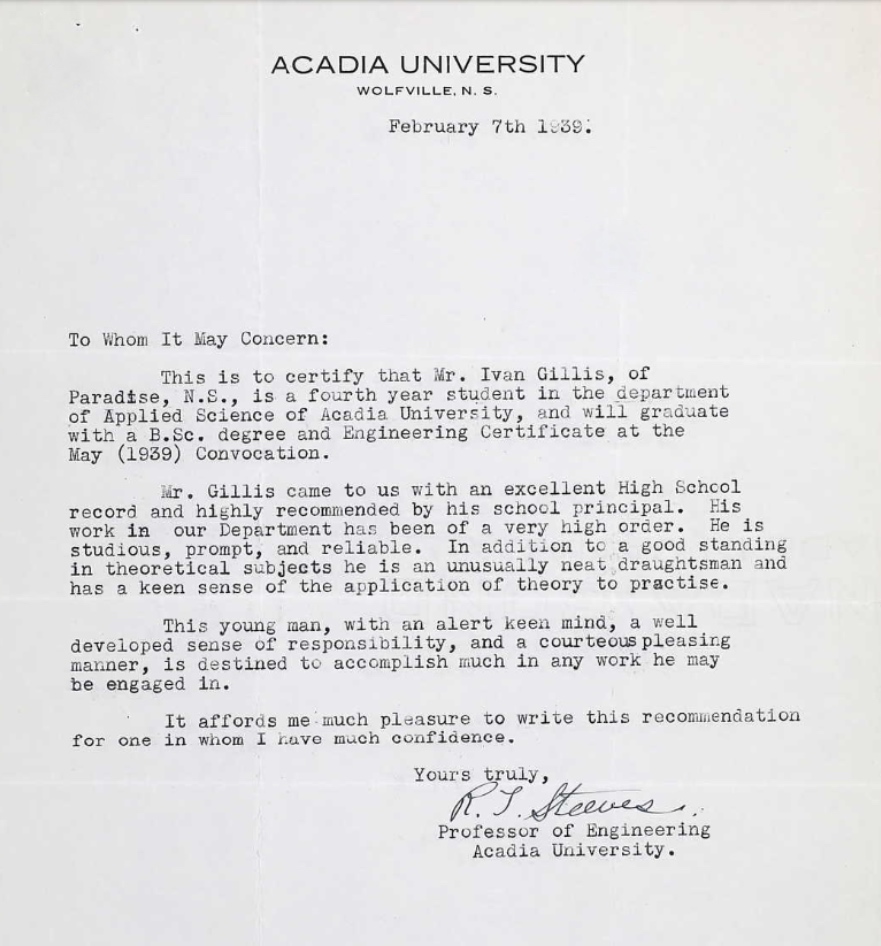 ACADIA UNIVERSITY
WOLFVILLE, N. S.
February 7th 1939.
To Whom It May Concern:
This is to certify that Mr. Ivan Gillis, of
Paradise, N.S., is a fourth year student in the department
of Applied Science of Acadia University, and will graduate
with a B.Sc. degree and Engineering Certificate at the
May (1939) Convocation.
Mr. Gillis came to us with an excellent High School
record and highly recommended by his school principal. His
work in our Department has been of a very high order. He is
studious, prompt, and reliable. In addition to a good standing
in theoretical subjects he is an unusually neat draughtsman and
has a keen sense of the application of theory to practise.
This young man, with an alert keen mind, a well
developed sense of responsibility, and a courteous pleasing
manner, is destined to accomplish much in any work he may
be engaged in.
It affords me much pleasure to write this recommendation
for one in whom I have much confidence.
Yours truly,
R. J. Steeves
Professor of Engineering
Acadia University.